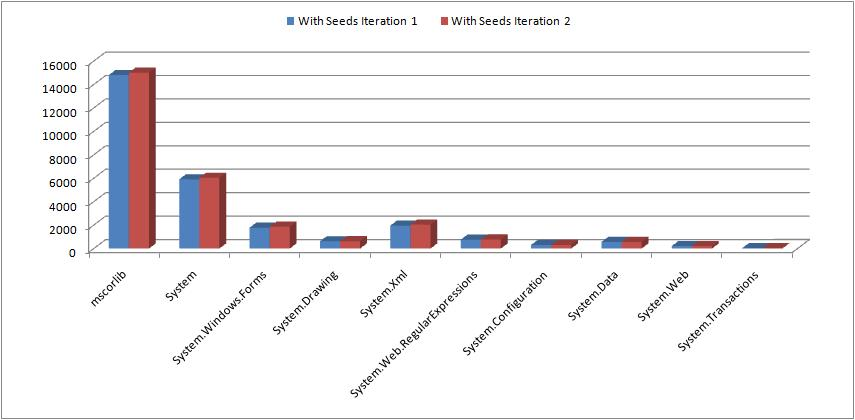 With Seeds Iteration 1 With Seeds Iteration 2
16000
14000
12000
10000
8000
6000
4000
2000
0
mscorlib
System
System.Windows.Forms
System.Drawing
System.Xml
System.Web.RegularExpressions
System.Configuration
System.Data
System.Web
System.Transactions